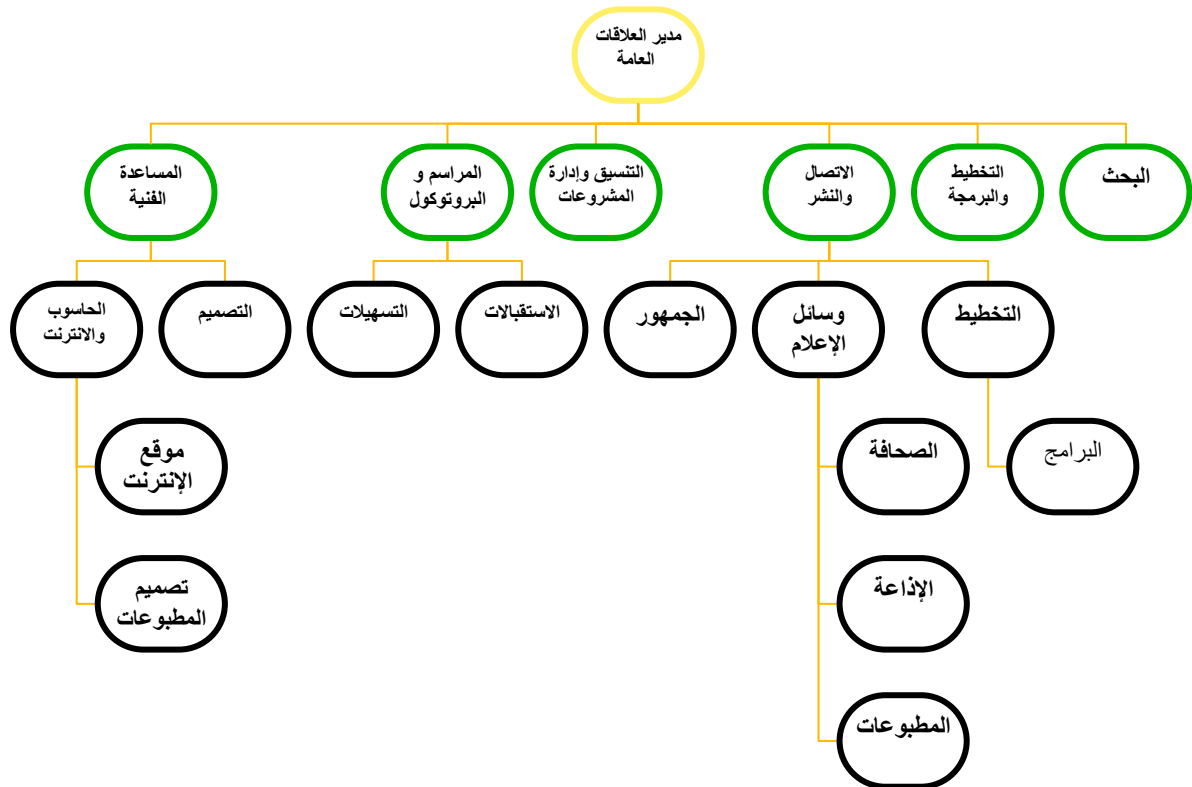 مدير العلاقات
العامة
البحث
التخطيط
والبرمجة
الاتصال
والنشر
التنسيق وإدارة
المشروعات
المراسم و
البروتوكول
المساعدة
الفنية
التخطيط
وسائل
الإعلام
الجمهور
الاستقبالات
التسهيلات
التصميم
الحاسوب
والانترنت
البرامج
الصحافة
موقع
الإنترنت
الإذاعة
تصميم
المطبوعات
المطبوعات